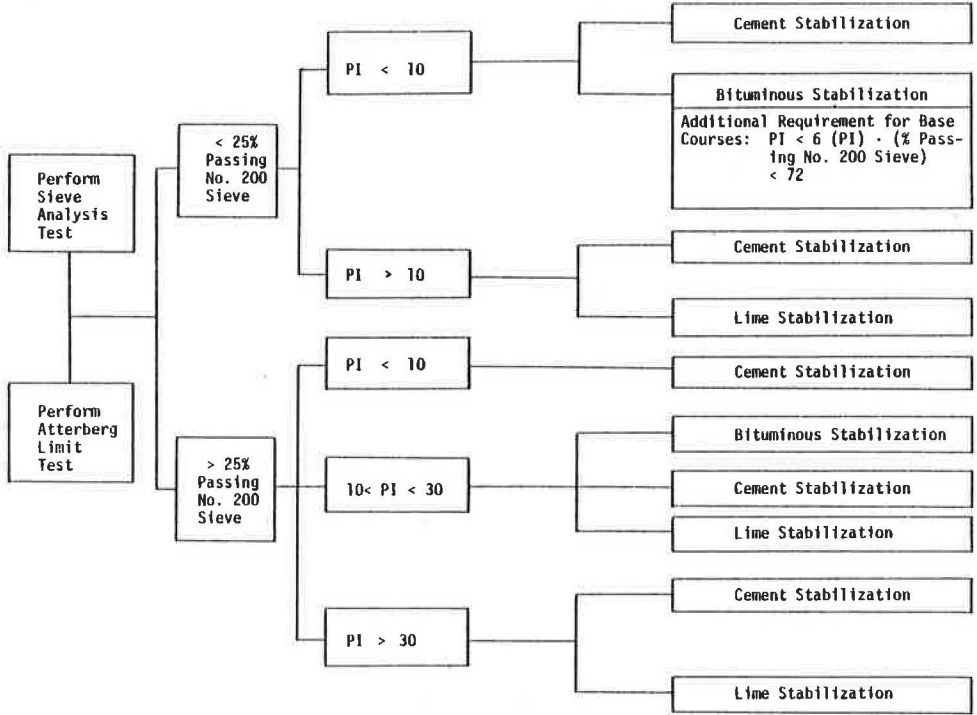 Perform
Sieve
Analysis
Test
Perform
Atterberg
Limit
Test
< 25%
Passing
No. 200
Sieve
> 25%
Passing
No. 200
Sieve
PI < 10
PI > 10
PI < 10
10< PI < 30
PI > 30
Cement Stabilization
Bituminous Stabilization
Additional Requirement for Base
Courses: PI < 6 (PI) · (% Pass-
ing No. 200 Sieve)
< 72
Cement Stabilization
Lime Stabilization
Cement Stabilization
Bituminous Stabilization
Cement Stabilization
Lime Stabilization
Cement Stabilization
Lime Stabilization